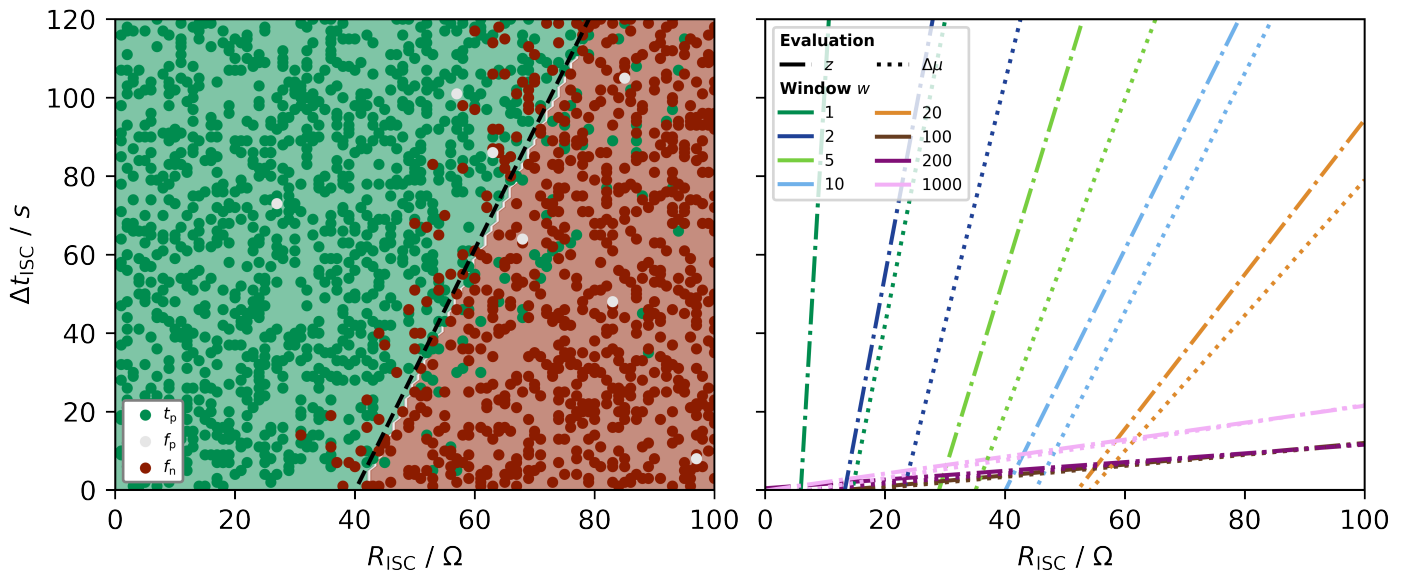 120
100
80
60
40
20
0
Δt_ISC / s
t_p
f_p
f_n
0 20 40 60 80 100
R_ISC / Ω
Evaluation
z Δμ
Window w
1 20
2 100
5 200
10 1000
0 20 40 60 80 100
R_ISC / Ω